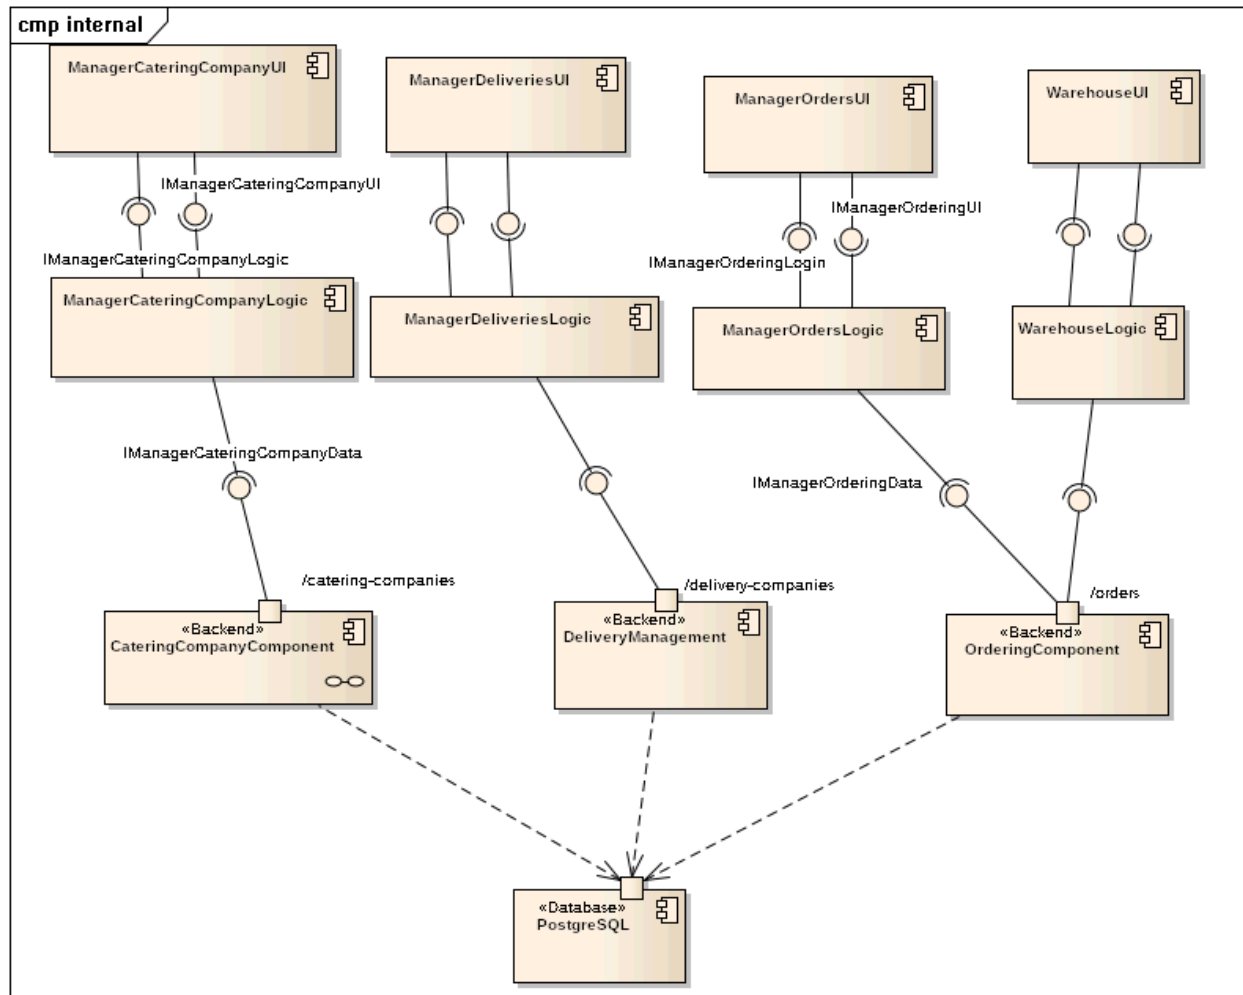 cmp internal
ManagerCateringCompanyUI
ManagerDeliveriesUI
ManagerOrdersUI
WarehouseUI
IManagerCateringCompanyUI
IManagerOrderingUI
IManagerCateringCompanyLogic
IManagerOrderingLogin
ManagerCateringCompanyLogic
ManagerDeliveriesLogic
ManagerOrdersLogic
WarehouseLogic
IManagerCateringCompanyData
IManagerOrderingData
/catering-companies
/delivery-companies
/orders
«Backend»
CateringCompanyComponent
«Backend»
DeliveryManagement
«Backend»
OrderingComponent
«Database»
PostgreSQL